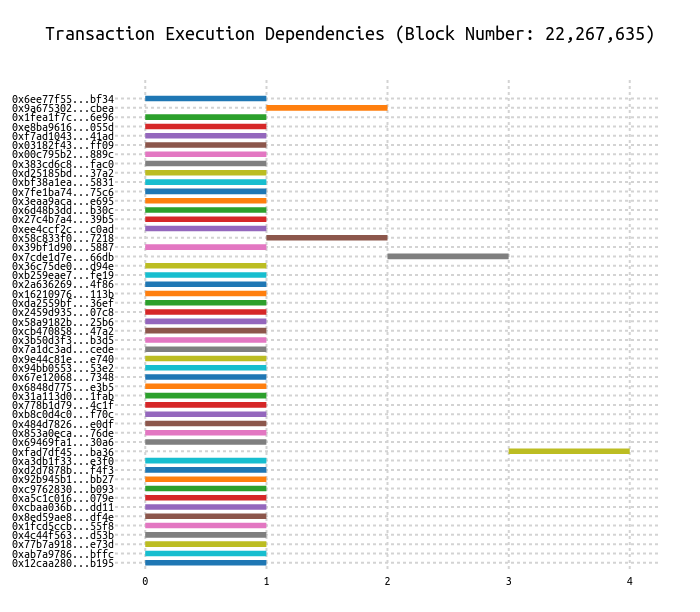 Transaction Execution Dependencies (Block Number: 22,267,635)
0x6ee77f55...bf34
0x9a675302...cbea
0x1fea1f7c...6e96
0xe8ba9616...055d
0xf7ad1043...41ad
0x03182f43...ff09
0x00c795b2...889c
0x383cd6c8...fac0
0xd25185bd...37a2
0xbf38a1ea...5831
0x7fe1ba74...75c6
0x3eaa9aca...e695
0x6d48b3dd...b30c
0x27c4b7a4...39b5
0xee4ccf2c...c0ad
0x58c833f0...7218
0x39bf1d90...5887
0x7cde1d7e...66db
0x36c75de0...d94e
0xb259eae7...fe19
0x2a636269...4f86
0x16210976...113b
0xda2559bf...36ef
0x2459d935...07c8
0x58a9182b...25b6
0xcb470858...47a2
0x3b50d3f3...b3d5
0x7a1dc3ad...cede
0x9e44c81e...e740
0x94bb0553...53e2
0x67e12068...7348
0x6848d775...e3b5
0x31a113d0...1fab
0x778b1d79...4c1f
0xb8c0d4c0...f70c
0x484d7826...e0df
0x853a0eca...76de
0x69469fa1...30a6
0xfad7df45...ba36
0xa3db1f33...e3f0
0xd2d7878b...f4f3
0x92b945b1...bb27
0xc9762830...b093
0xa5c1c016...079e
0xcbaa036b...dd11
0x8ed59ae8...df4e
0x1fcd5ccb...55f8
0x4c44f563...d53b
0x77b7a918...e73d
0xab7a9786...bffc
0x12caa280...b195
0 1 2 3 4